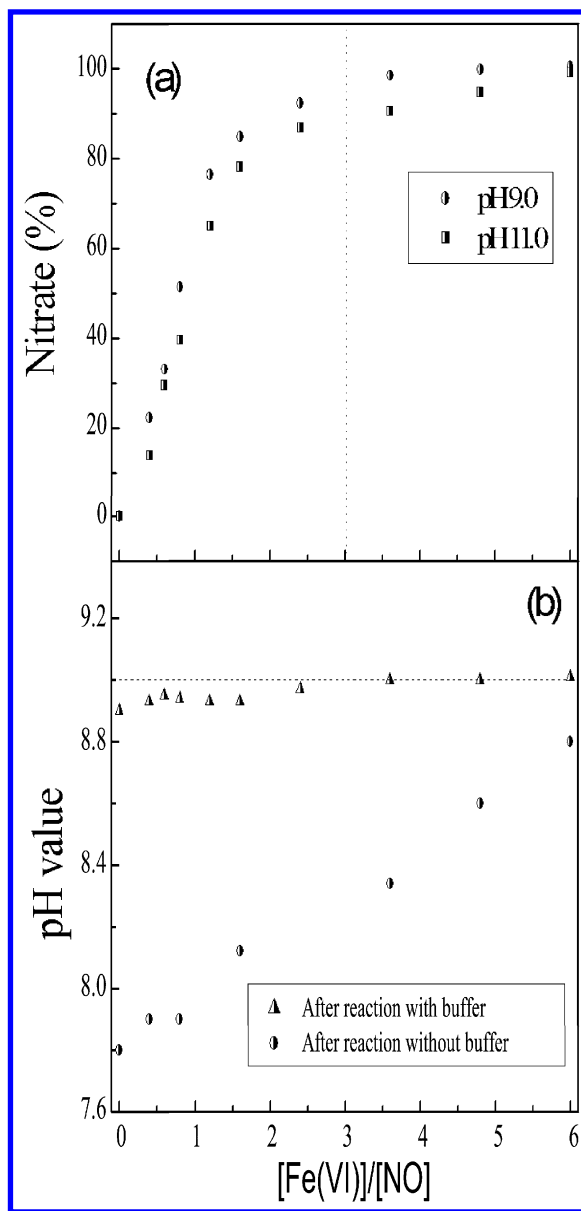 (a)
100
80
60
40
20
0
Nitrate (%)
pH9.0
pH11.0
(b)
9.2
8.8
8.4
8.0
7.6
pH value
After reaction with buffer
After reaction without buffer
0 1 2 3 4 5 6
[Fe(VI)]/[NO]